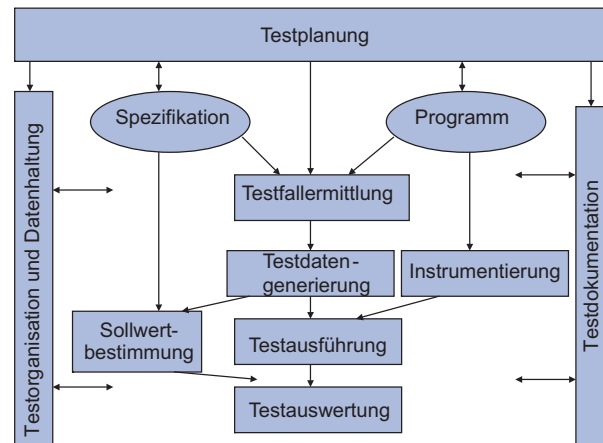 Testplanung
Spezifikation
Programm
Testorganisation und Datenhaltung
Testdokumentation
Testfallermittlung
Testdaten-
generierung
Instrumentierung
Sollwert-
bestimmung
Testausführung
Testauswertung